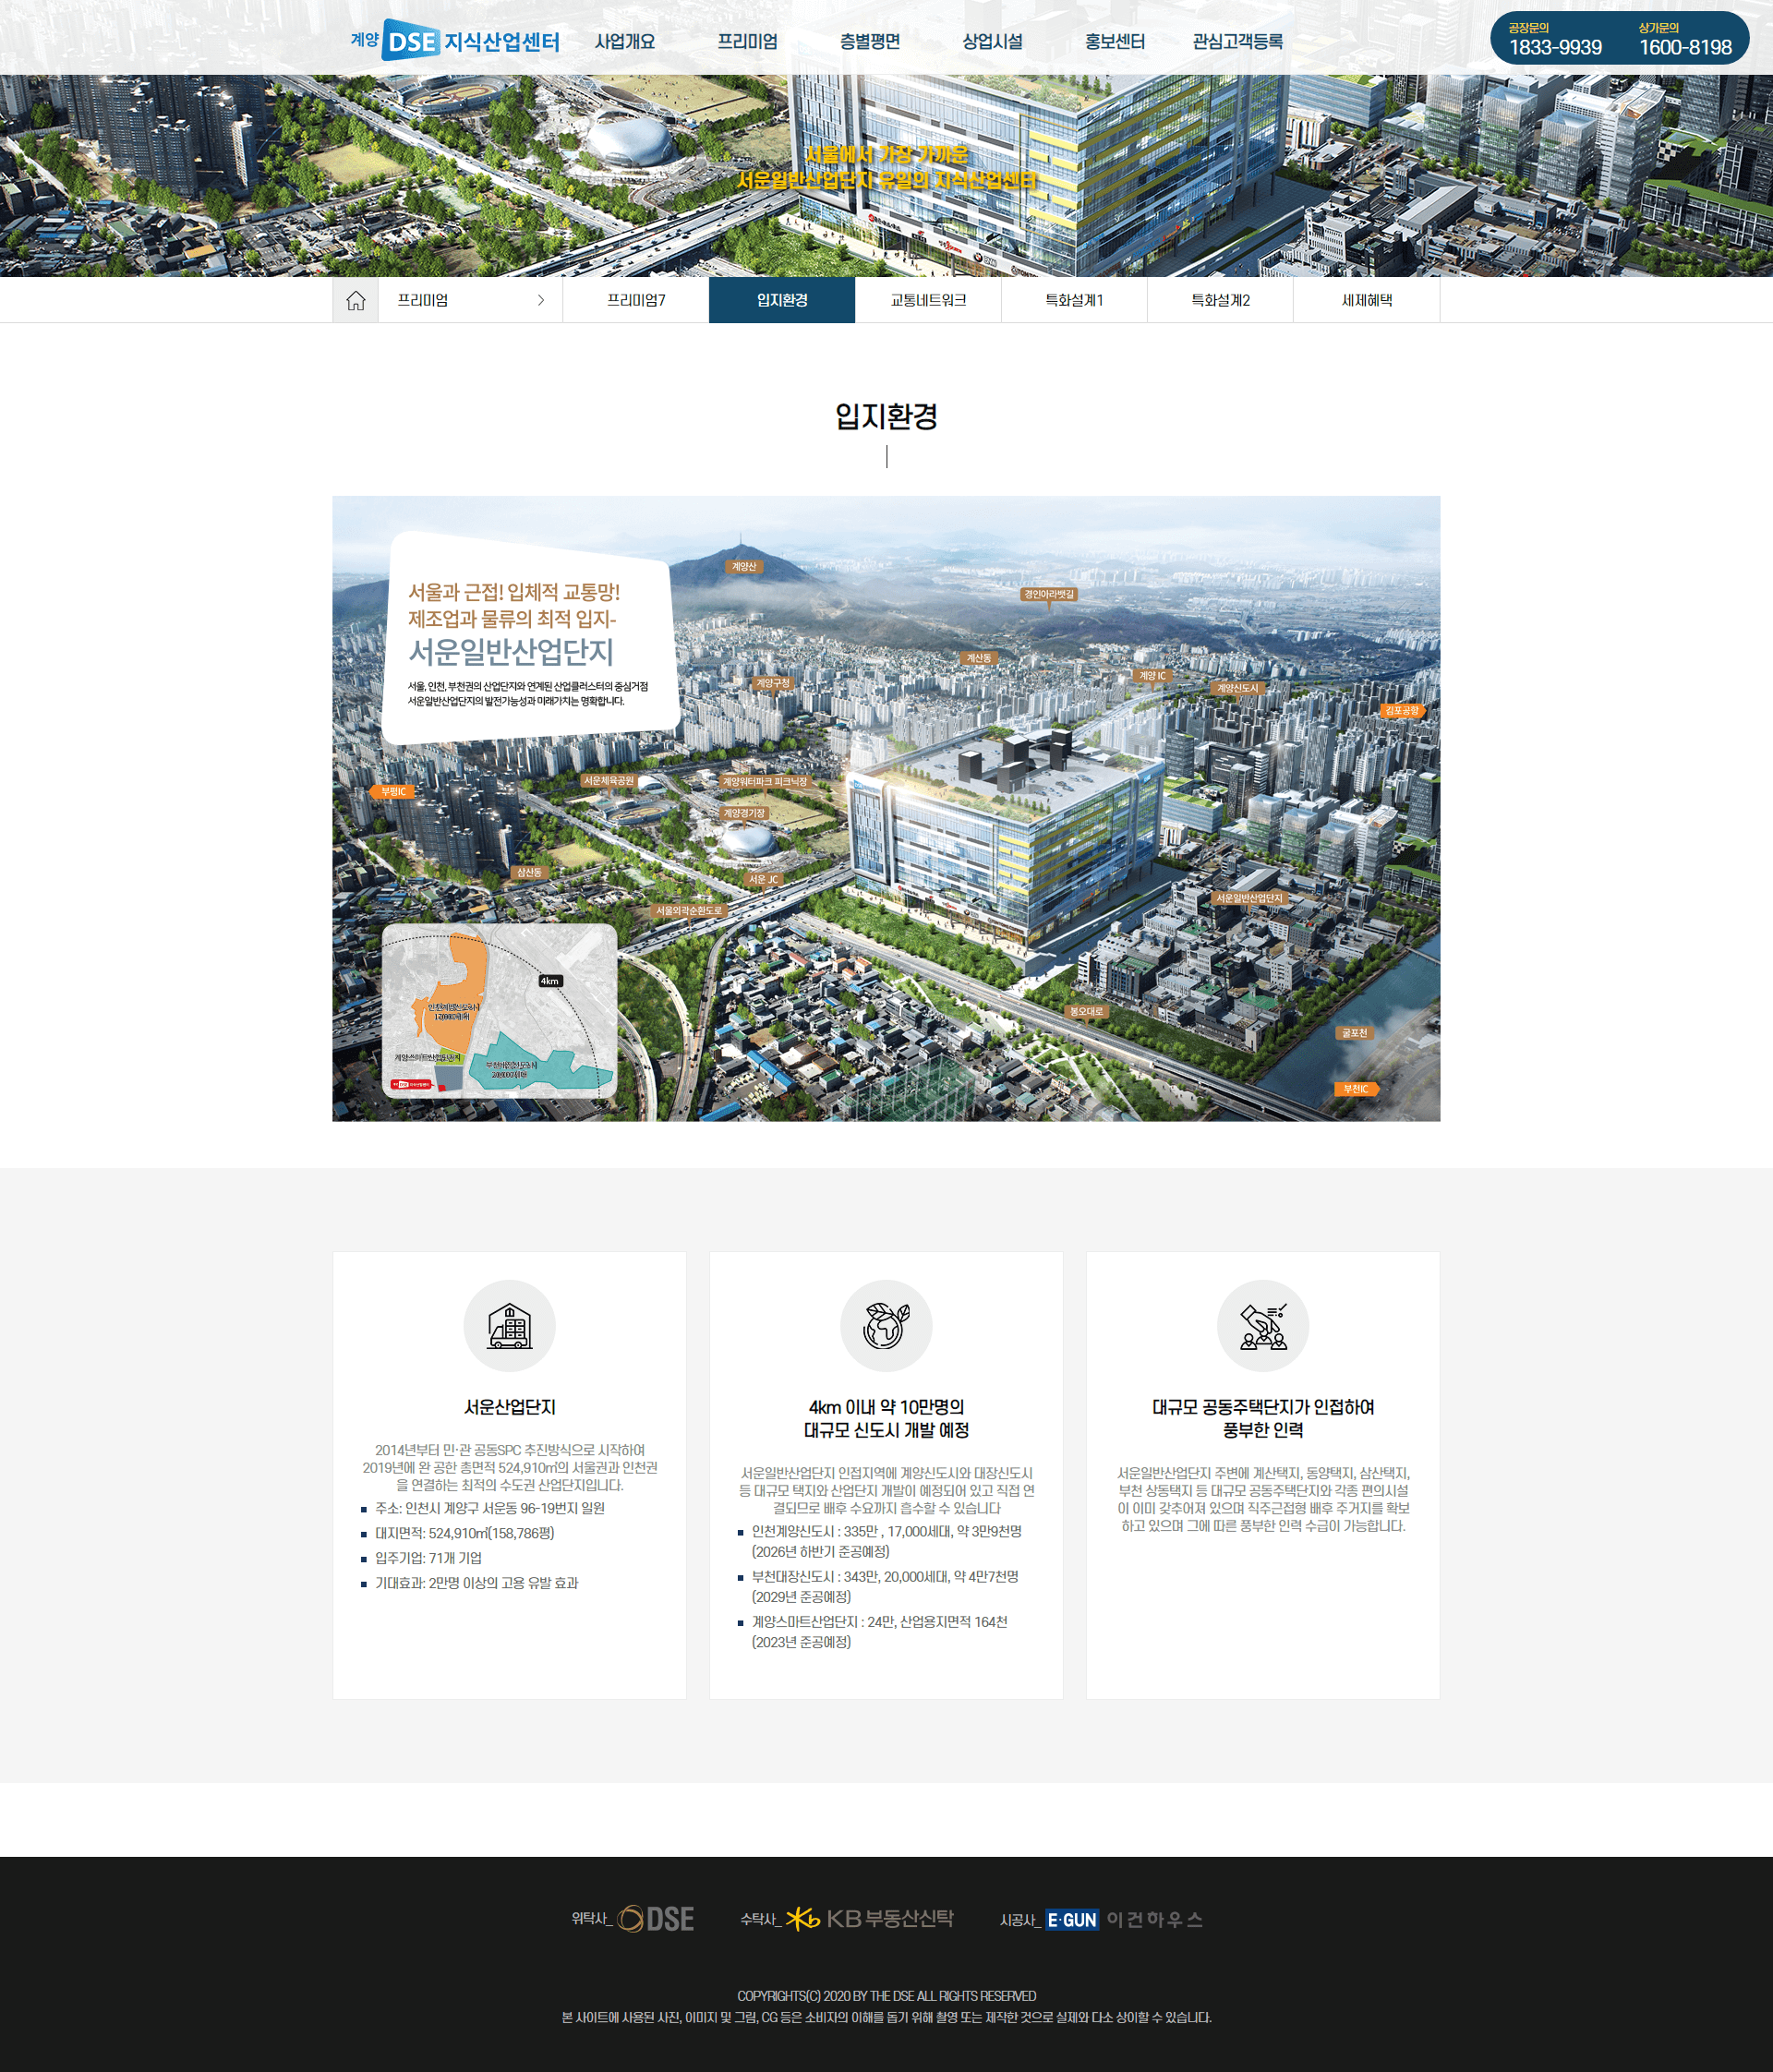 계양 DSE 지식산업센터
사업개요
프리미엄
층별평면
상업시설
홍보센터
관심고객등록
공장문의
1833-9939
상가문의
1600-8198
서울에서 가장 가까운
서운일반산업단지 유일의 지식산업센터
프리미엄
프리미엄7
입지환경
교통네트워크
특화설계1
특화설계2
세제혜택
입지환경
서울과 근접! 입체적 교통망!
제조업과 물류의 최적 입지-
서운일반산업단지
서울, 인천, 부천권의 산업단지와 연계된 산업클러스터의 중심거점
서운일반산업단지의 발전가능성과 미래가치는 명확합니다.
계양산
경인아라뱃길
계산동
계양구청
계양 IC
계양신도시
김포공항
서운체육공원
계양워터파크 피크닉장
부평IC
계양경기장
삼산동
서운 JC
서울외곽순환도로
서운일반산업단지
4km
계양스마트산업단지
봉오대로
굴포천
부천IC
서운산업단지
2014년부터 민·관 공동SPC 추진방식으로 시작하여
2019년에 완 공한 총면적 524,910㎡의 서울권과 인천권
을 연결하는 최적의 수도권 산업단지입니다.
주소: 인천시 계양구 서운동 96-19번지 일원
대지면적: 524,910㎡(158,786평)
입주기업: 71개 기업
기대효과: 2만명 이상의 고용 유발 효과
4km 이내 약 10만명의
대규모 신도시 개발 예정
서운일반산업단지 인접지역에 계양신도시와 대장신도시
등 대규모 택지와 산업단지 개발이 예정되어 있고 직접 연
결되므로 배후 수요까지 흡수할 수 있습니다
인천계양신도시 : 335만 , 17,000세대, 약 3만9천명
(2026년 하반기 준공예정)
부천대장신도시 : 343만, 20,000세대, 약 4만7천명
(2029년 준공예정)
계양스마트산업단지 : 24만, 산업용지면적 164천
(2023년 준공예정)
대규모 공동주택단지가 인접하여
풍부한 인력
서운일반산업단지 주변에 계산택지, 동양택지, 삼산택지,
부천 상동택지 등 대규모 공동주택단지와 각종 편의시설
이 이미 갖추어져 있으며 직주근접형 배후 주거지를 확보
하고 있으며 그에 따른 풍부한 인력 수급이 가능합니다.
위탁사_ DSE
수탁사_ KB부동산신탁
시공사_ E·GUN 이건하우스
COPYRIGHTS(C) 2020 BY THE DSE ALL RIGHTS RESERVED
본 사이트에 사용된 사진, 이미지 및 그림, CG 등은 소비자의 이해를 돕기 위해 촬영 또는 제작한 것으로 실제와 다소 상이할 수 있습니다.